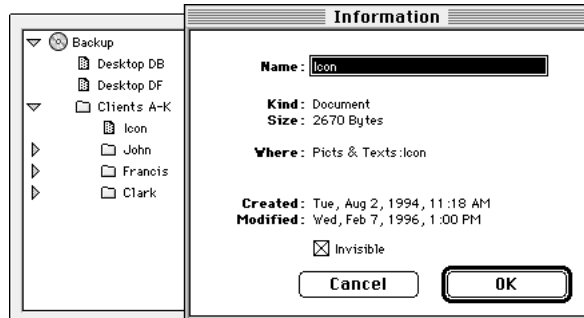 Backup
Desktop DB
Desktop DF
Clients A-K
Icon
John
Francis
Clark
Information
Name: Icon
Kind: Document
Size: 2670 Bytes
Where: Picts & Texts:Icon
Created: Tue, Aug 2, 1994, 11:18 AM
Modified: Wed, Feb 7, 1996, 1:00 PM
Invisible
Cancel OK